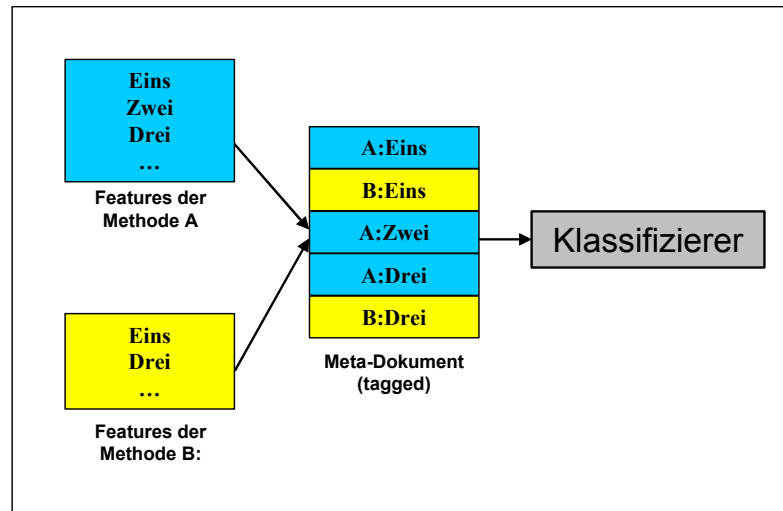 Eins
Zwei
Drei
…
Features der
Methode A
Eins
Drei
…
Features der
Methode B:
A:Eins
B:Eins
A:Zwei
A:Drei
B:Drei
Meta-Dokument
(tagged)
Klassifizierer